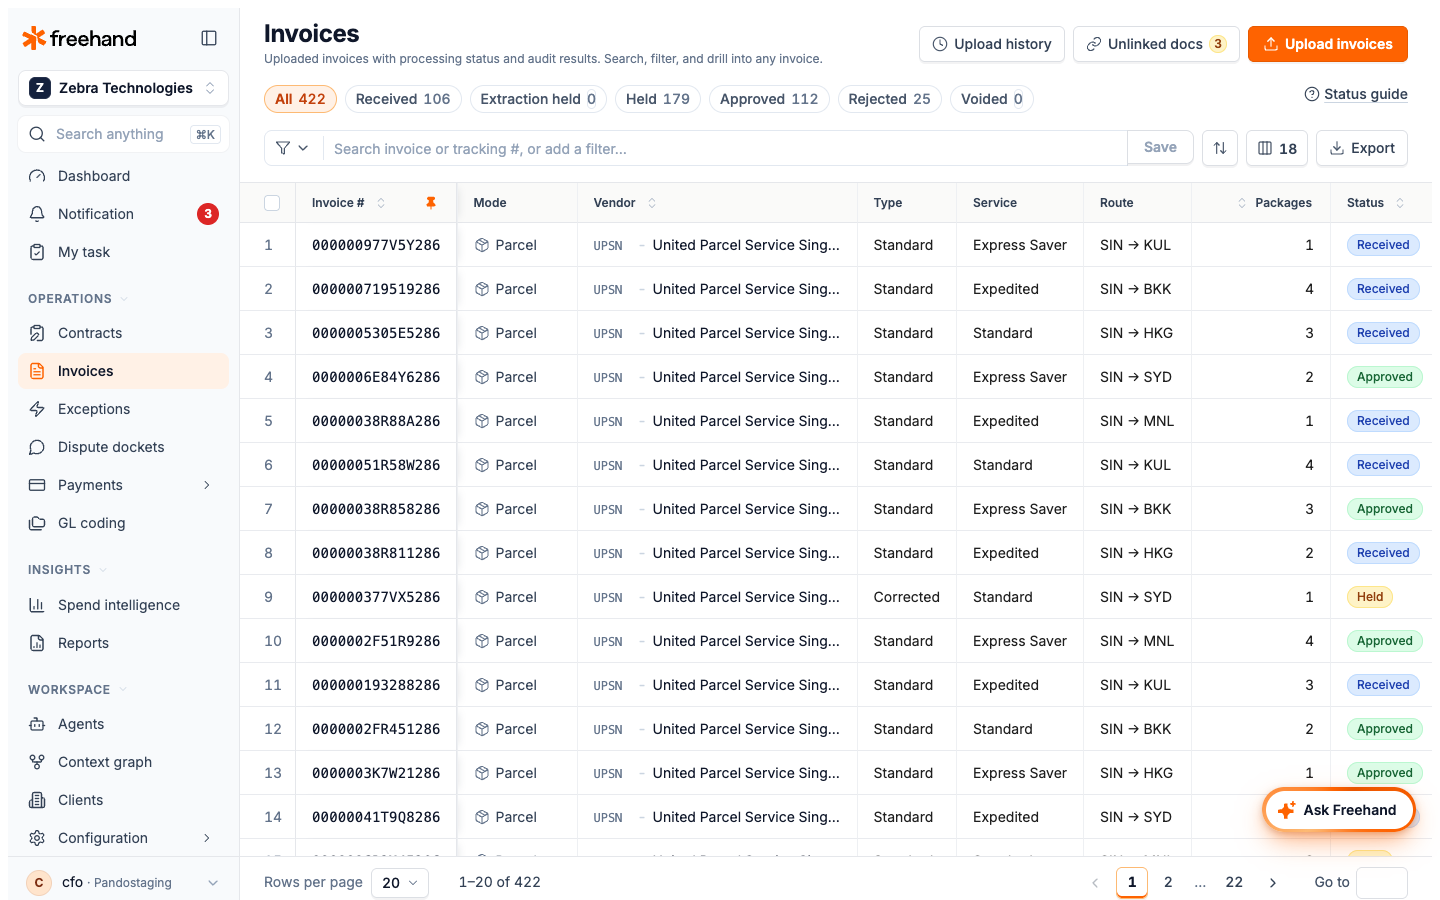 freehand
Z Zebra Technologies
Search anything ⌘K
Dashboard
Notification 3
My task
OPERATIONS
Contracts
Invoices
Exceptions
Dispute dockets
Payments
GL coding
INSIGHTS
Spend intelligence
Reports
WORKSPACE
Agents
Context graph
Clients
Configuration
C cfo · Pandostaging
Invoices
Uploaded invoices with processing status and audit results. Search, filter, and drill into any invoice.
Upload history Unlinked docs 3 Upload invoices
All 422 Received 106 Extraction held 0 Held 179 Approved 112 Rejected 25 Voided 0
Status guide
Search invoice or tracking #, or add a filter... Save 18 Export
Invoice # Mode Vendor Type Service Route Packages Status
1 000000977V5Y286 Parcel UPSN - United Parcel Service Sing... Standard Express Saver SIN → KUL 1 Received
2 000000719519286 Parcel UPSN - United Parcel Service Sing... Standard Expedited SIN → BKK 4 Received
3 0000005305E5286 Parcel UPSN - United Parcel Service Sing... Standard Standard SIN → HKG 3 Received
4 0000006E84Y6286 Parcel UPSN - United Parcel Service Sing... Standard Express Saver SIN → SYD 2 Approved
5 00000038R88A286 Parcel UPSN - United Parcel Service Sing... Standard Expedited SIN → MNL 1 Received
6 00000051R58W286 Parcel UPSN - United Parcel Service Sing... Standard Standard SIN → KUL 4 Received
7 00000038R858286 Parcel UPSN - United Parcel Service Sing... Standard Express Saver SIN → BKK 3 Approved
8 00000038R811286 Parcel UPSN - United Parcel Service Sing... Standard Expedited SIN → HKG 2 Received
9 000000377VX5286 Parcel UPSN - United Parcel Service Sing... Corrected Standard SIN → SYD 1 Held
10 0000002F51R9286 Parcel UPSN - United Parcel Service Sing... Standard Express Saver SIN → MNL 4 Approved
11 000000193288286 Parcel UPSN - United Parcel Service Sing... Standard Expedited SIN → KUL 3 Received
12 0000002FR451286 Parcel UPSN - United Parcel Service Sing... Standard Standard SIN → BKK 2 Approved
13 0000003K7W21286 Parcel UPSN - United Parcel Service Sing... Standard Express Saver SIN → HKG 1 Approved
14 00000041T9Q8286 Parcel UPSN - United Parcel Service Sing... Standard Expedited SIN → SYD
Ask Freehand
Rows per page 20 1–20 of 422 1 2 ... 22 Go to